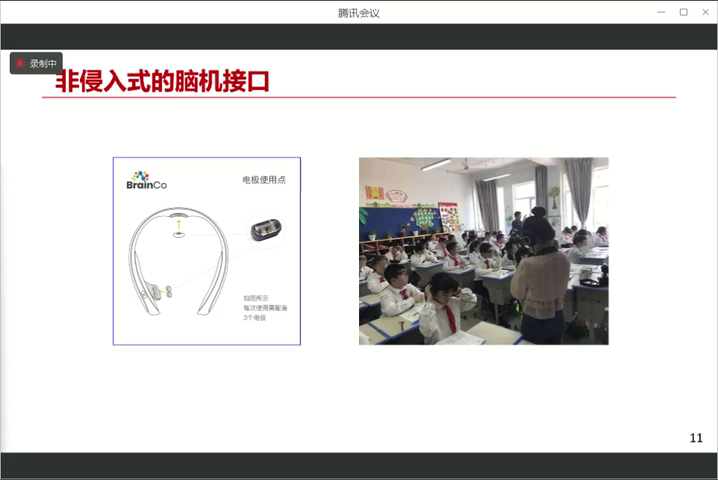 腾讯会议
录制中
非侵入式的脑机接口
BrainCo
电极使用点
如图所示
每次使用需配备
3个电极
11